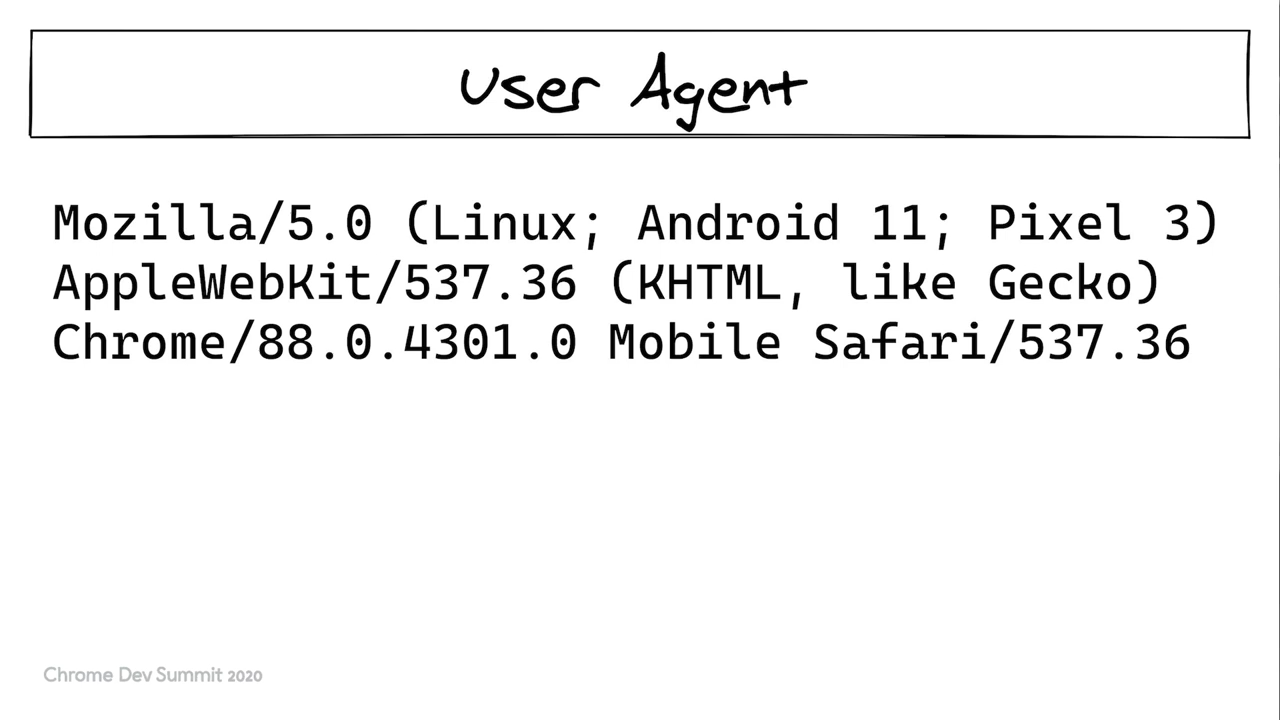 User Agent
Mozilla/5.0 (Linux; Android 11; Pixel 3)
AppleWebKit/537.36 (KHTML, like Gecko)
Chrome/88.0.4301.0 Mobile Safari/537.36
Chrome Dev Summit 2020